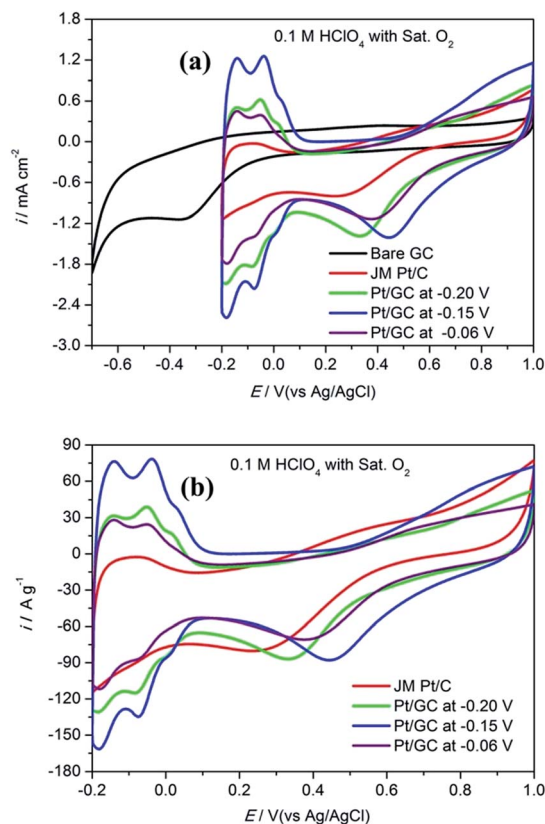 0.1 M HClO₄ with Sat. O₂
(a)
i / mA cm⁻²
1.8
1.2
0.6
0.0
-0.6
-1.2
-1.8
-2.4
-3.0
Bare GC
JM Pt/C
Pt/GC at -0.20 V
Pt/GC at -0.15 V
Pt/GC at -0.06 V
-0.6 -0.4 -0.2 0.0 0.2 0.4 0.6 0.8 1.0
E / V(vs Ag/AgCl)
0.1 M HClO₄ with Sat. O₂
(b)
i / A g⁻¹
90
60
30
0
-30
-60
-90
-120
-150
-180
JM Pt/C
Pt/GC at -0.20 V
Pt/GC at -0.15 V
Pt/GC at -0.06 V
-0.2 0.0 0.2 0.4 0.6 0.8 1.0
E / V(vs Ag/AgCl)